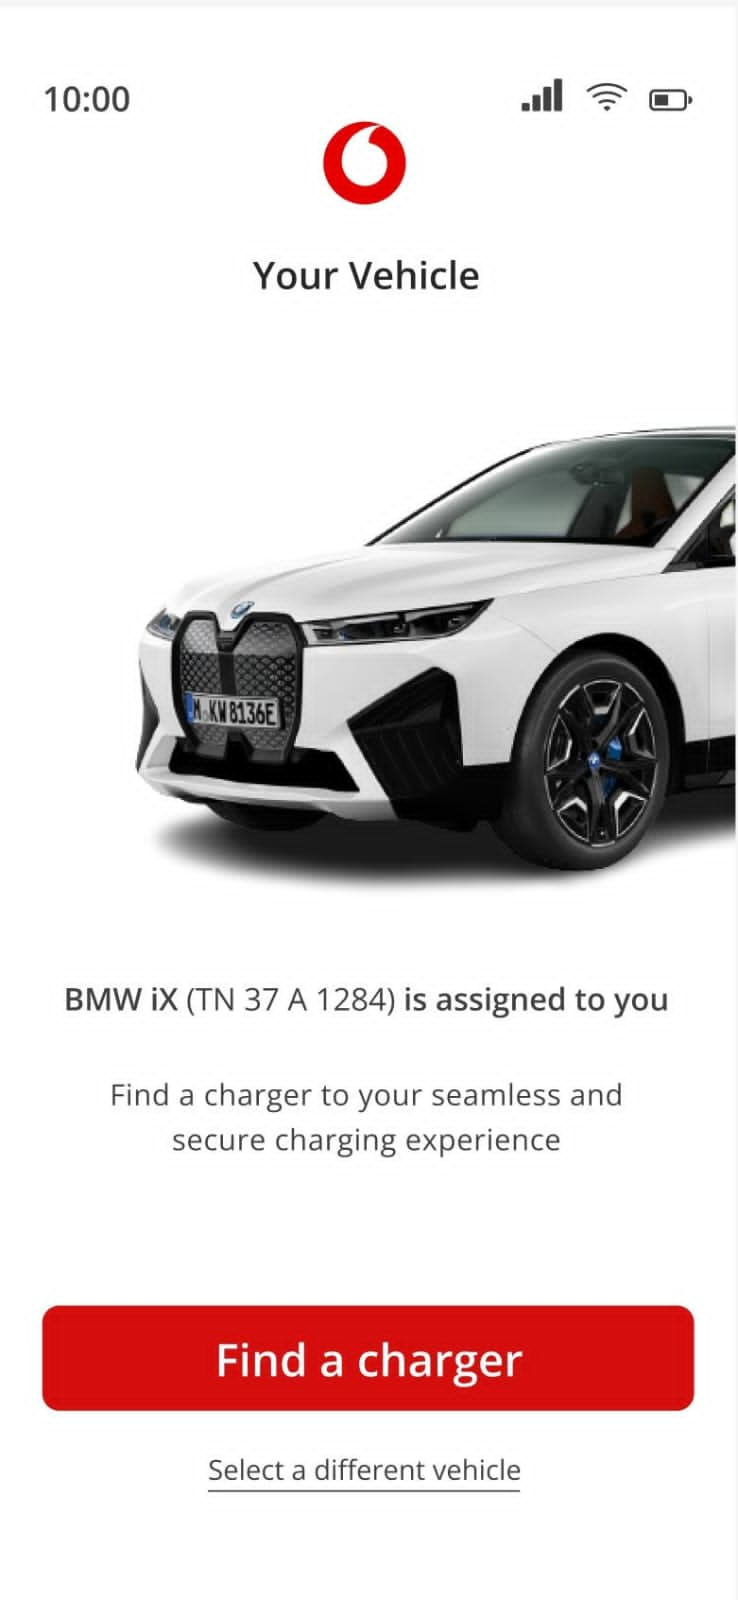 10:00
Your Vehicle
M KW 8136E
BMW iX (TN 37 A 1284) is assigned to you
Find a charger to your seamless and
secure charging experience
Find a charger
Select a different vehicle